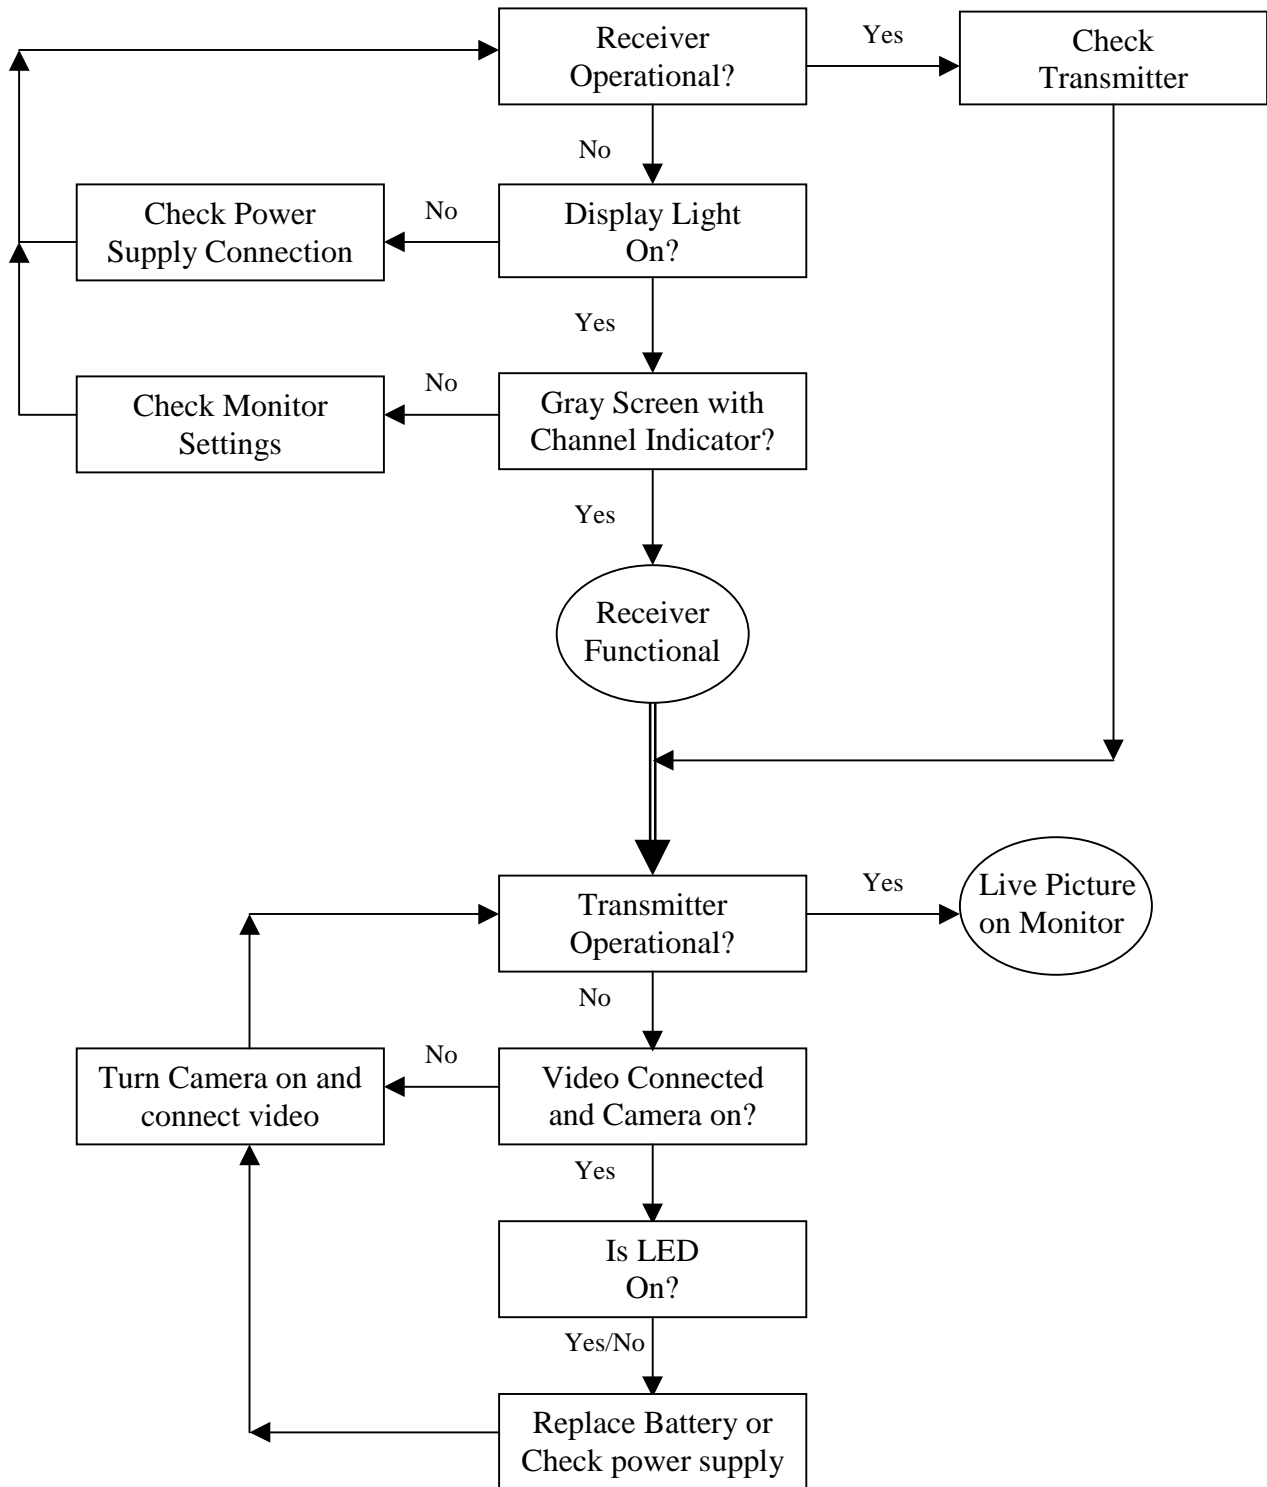 Receiver
Operational?
Yes
Check
Transmitter
No
Check Power
Supply Connection
No
Display Light
On?
Yes
Check Monitor
Settings
No
Gray Screen with
Channel Indicator?
Yes
Receiver
Functional
Transmitter
Operational?
Yes
Live Picture
on Monitor
No
Turn Camera on and
connect video
No
Video Connected
and Camera on?
Yes
Is LED
On?
Yes/No
Replace Battery or
Check power supply